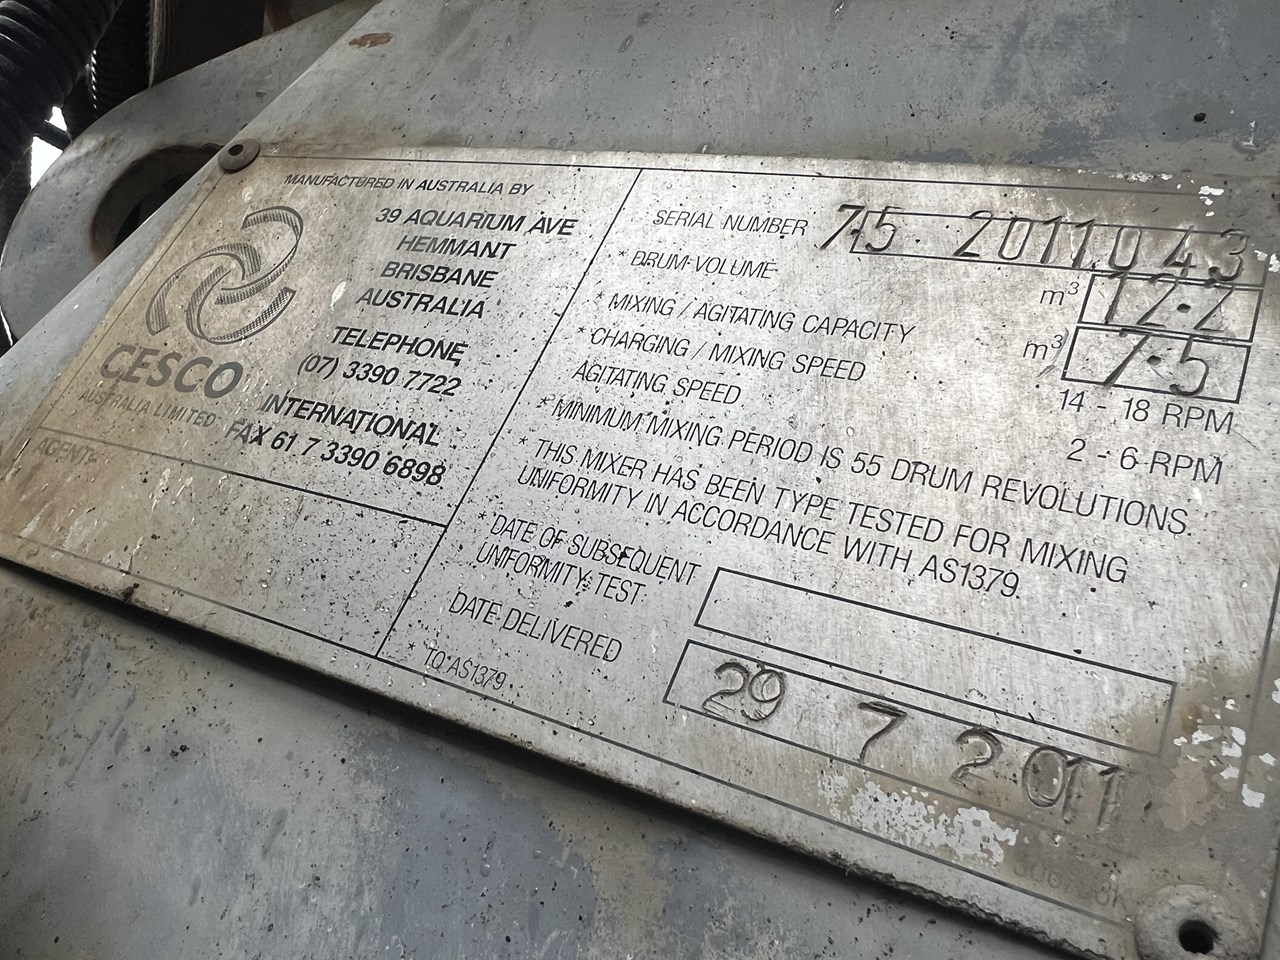 MANUFACTURED IN AUSTRALIA BY
39 AQUARIUM AVE
HEMMANT
BRISBANE
AUSTRALIA
TELEPHONE
(07) 3390 7722
INTERNATIONAL
FAX 61 7 3390 6898
CESCO
AUSTRALIA LIMITED
AGENT:
SERIAL NUMBER 75 2011043
* DRUM VOLUME m³ 12.2
* MIXING / AGITATING CAPACITY m³ 7.5
* CHARGING / MIXING SPEED 14 - 18 RPM
AGITATING SPEED 2 - 6 RPM
* MINIMUM MIXING PERIOD IS 55 DRUM REVOLUTIONS.
* THIS MIXER HAS BEEN TYPE TESTED FOR MIXING
UNIFORMITY IN ACCORDANCE WITH AS1379.
* DATE OF SUBSEQUENT
UNIFORMITY TEST
DATE DELIVERED 29 7 2011
* TO AS1379